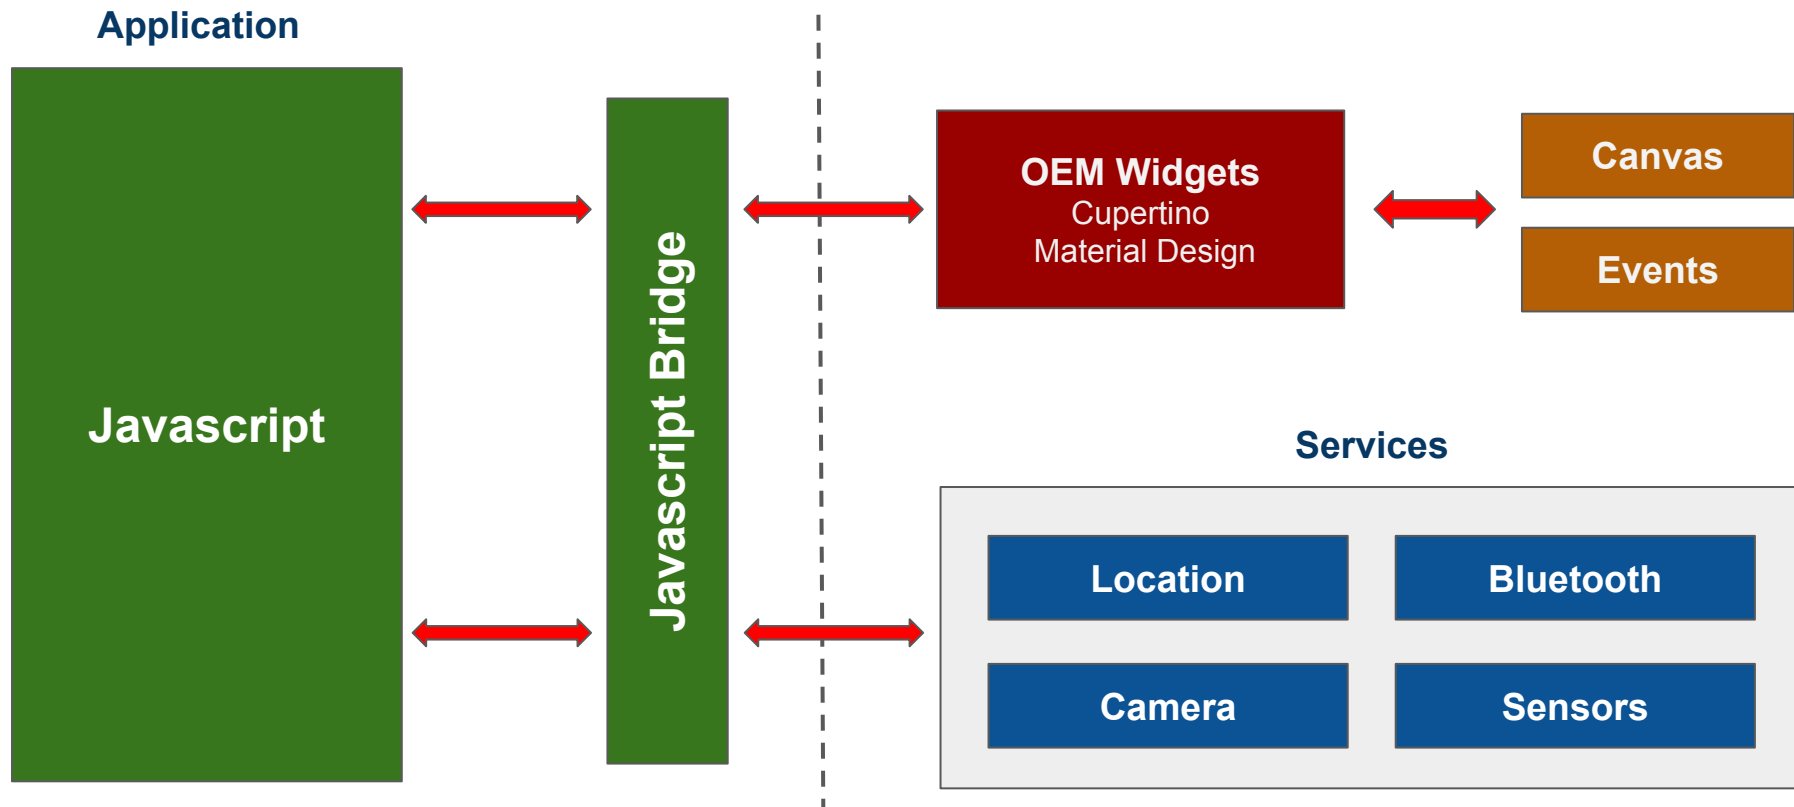 Application
Javascript
Javascript Bridge
OEM Widgets
Cupertino
Material Design
Canvas
Events
Services
Location
Bluetooth
Camera
Sensors